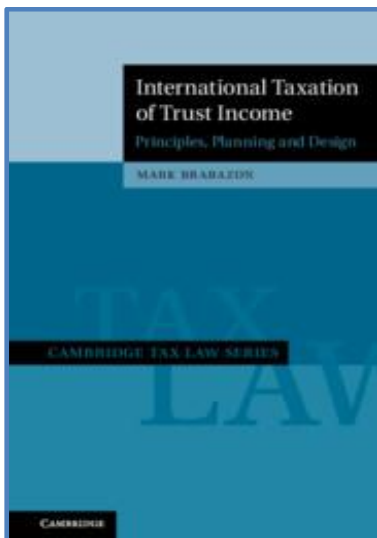 International Taxation
of Trust Income
Principles, Planning and Design
MARK BRABAZON
TAX
CAMBRIDGE TAX LAW SERIES
LAW
CAMBRIDGE